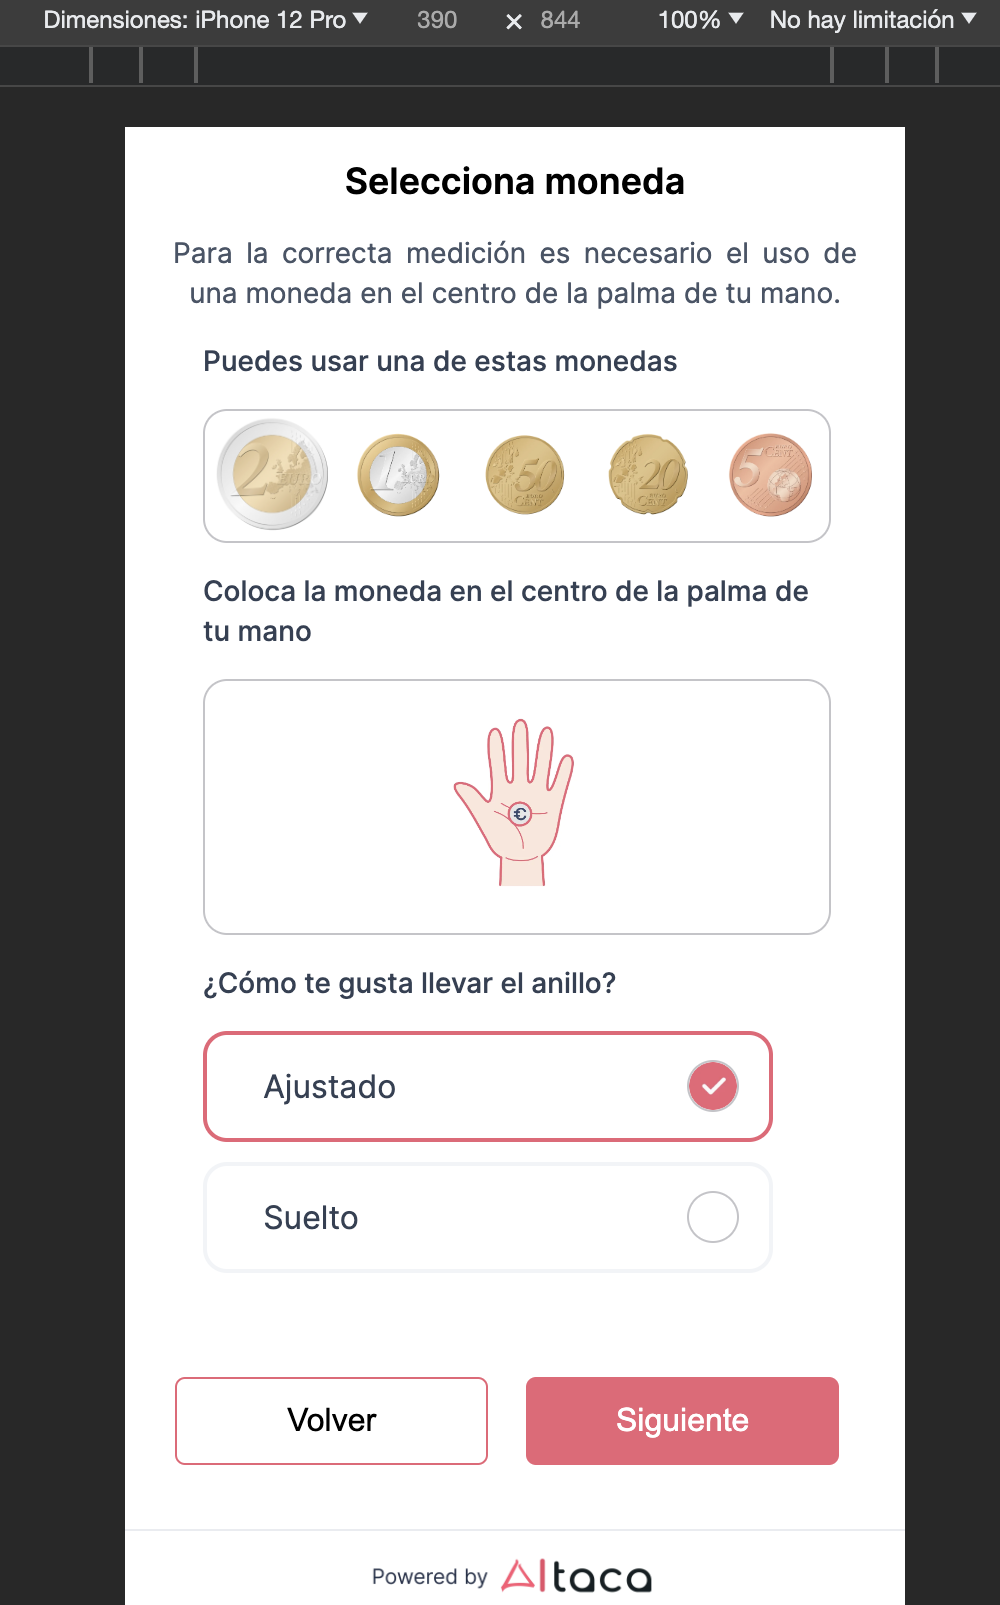 Dimensiones: iPhone 12 Pro ▼ 390 × 844 100% ▼ No hay limitación ▼
Selecciona moneda
Para la correcta medición es necesario el uso de
una moneda en el centro de la palma de tu mano.
Puedes usar una de estas monedas
2 EURO 1 EURO 50 EURO CENT 20 EURO CENT 5 EURO CENT
Coloca la moneda en el centro de la palma de
tu mano
€
¿Cómo te gusta llevar el anillo?
Ajustado
Suelto
Volver Siguiente
Powered by AItaca